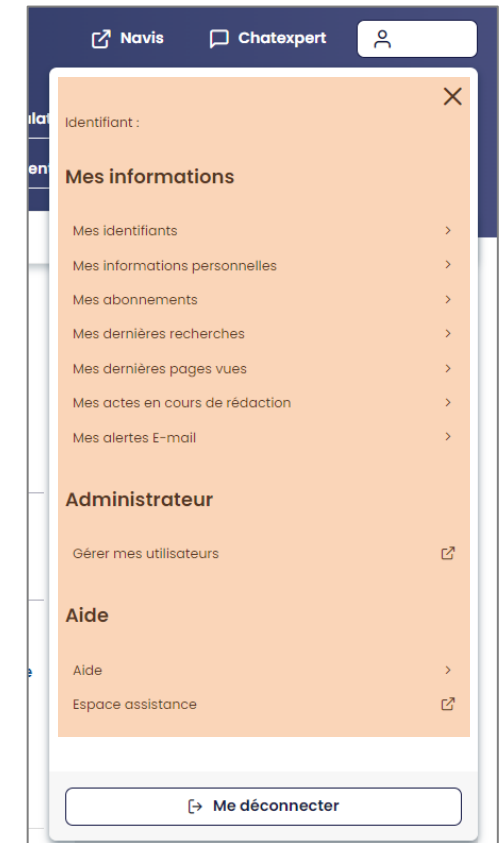 Navis Chatexpert
Identifiant :
Mes informations
Mes identifiants
Mes informations personnelles
Mes abonnements
Mes dernières recherches
Mes dernières pages vues
Mes actes en cours de rédaction
Mes alertes E-mail
Administrateur
Gérer mes utilisateurs
Aide
Aide
Espace assistance
Me déconnecter